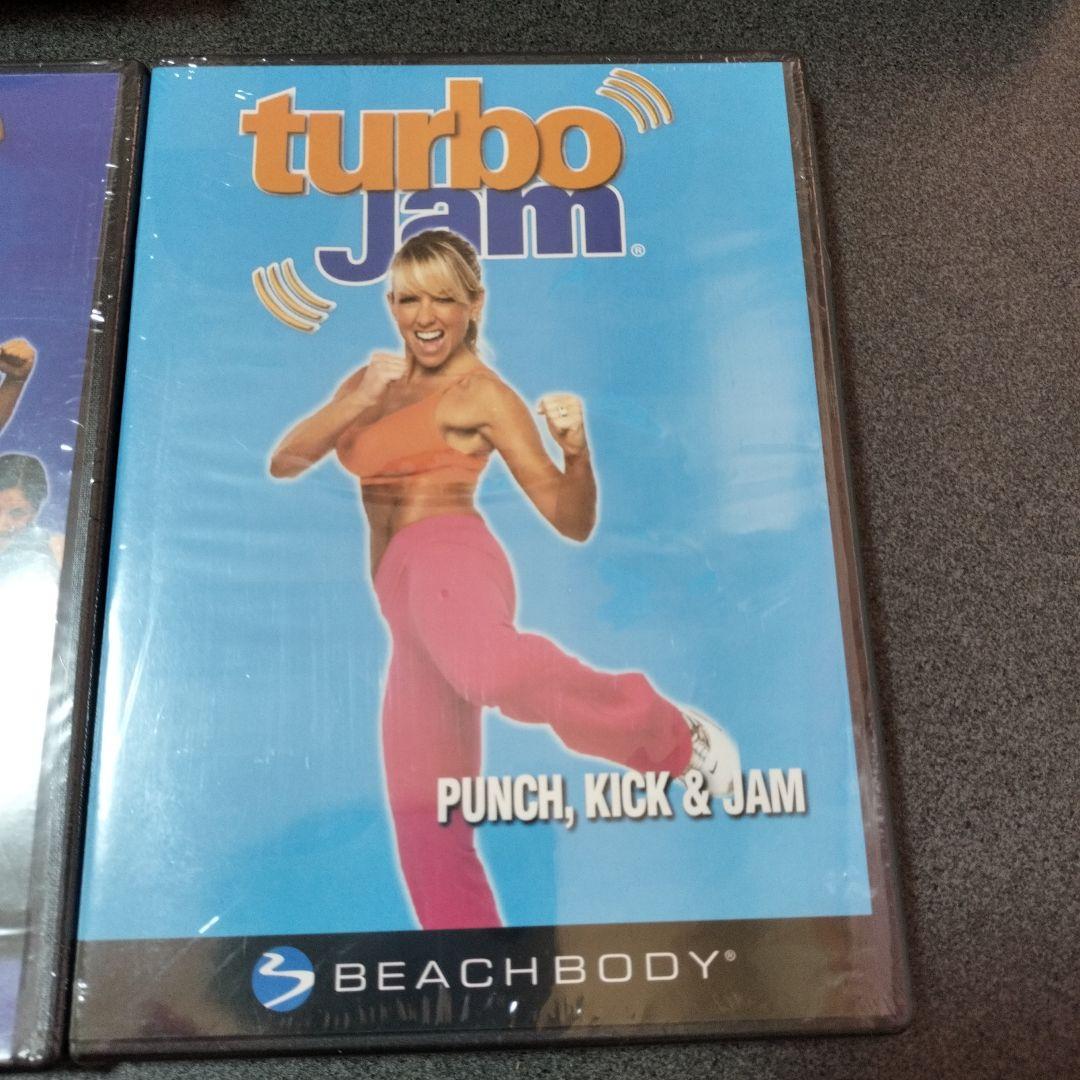 turbo
jam®
PUNCH, KICK & JAM
BEACHBODY®